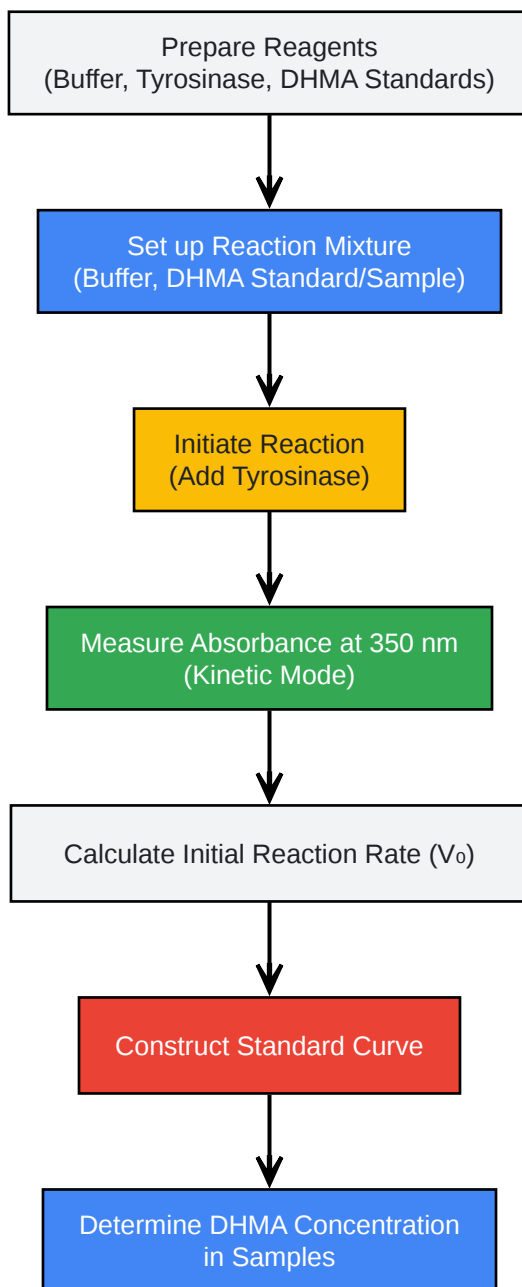 Prepare Reagents
(Buffer, Tyrosinase, DHMA Standards)
Set up Reaction Mixture
(Buffer, DHMA Standard/Sample)
Initiate Reaction
(Add Tyrosinase)
Measure Absorbance at 350 nm
(Kinetic Mode)
Calculate Initial Reaction Rate (V₀)
Construct Standard Curve
Determine DHMA Concentration
in Samples